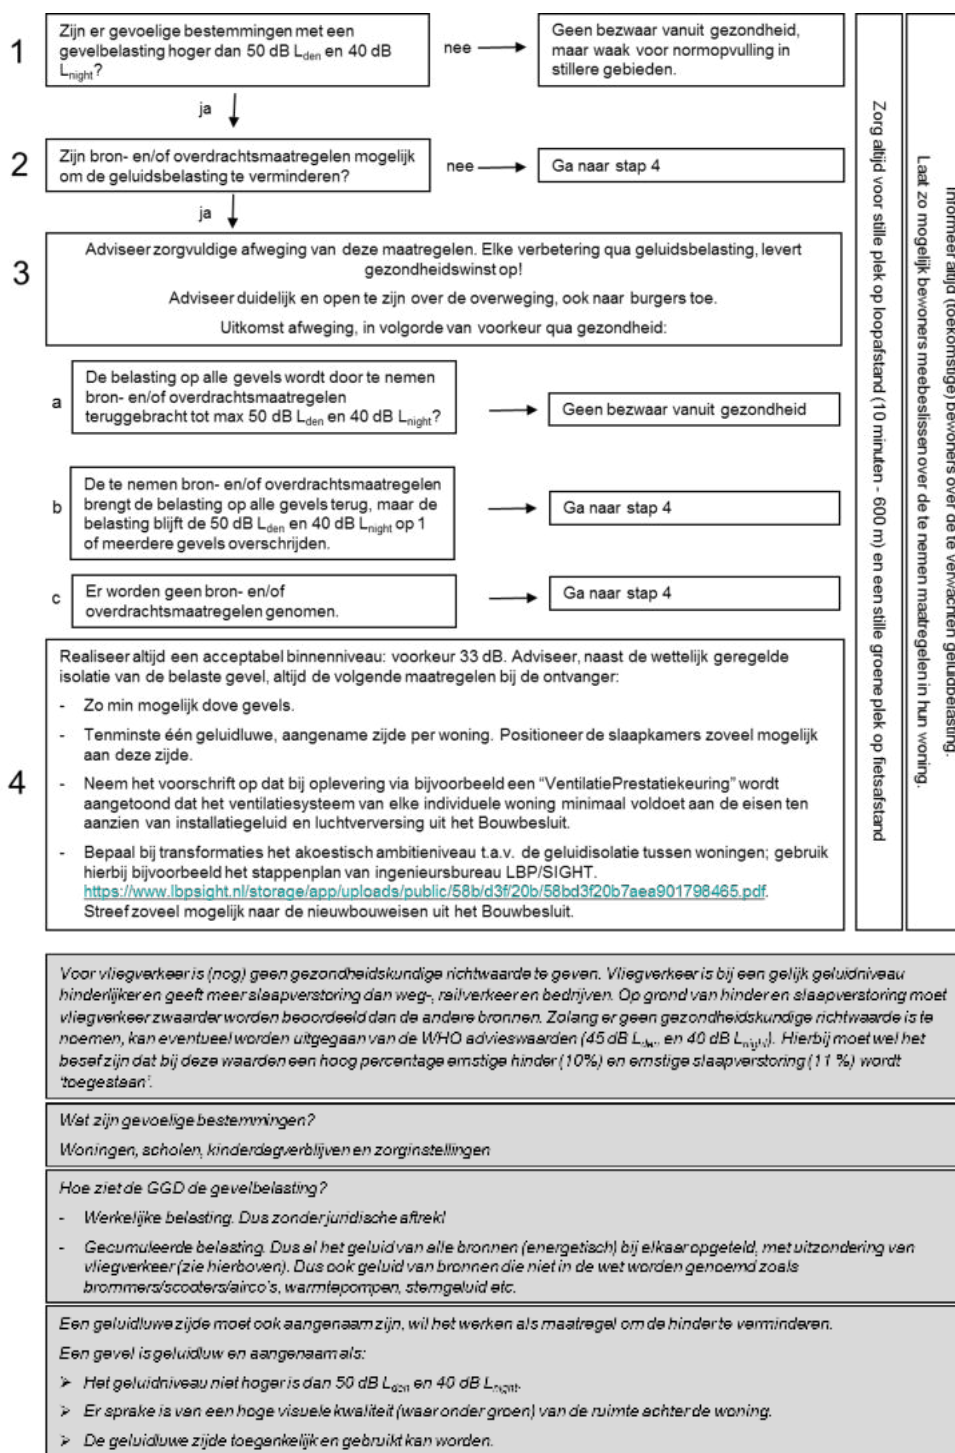 1
Zijn er gevoelige bestemmingen met een
gevelbelasting hoger dan 50 dB Lden en 40 dB
Lnight?
nee
Geen bezwaar vanuit gezondheid,
maar waak voor normopvulling in
stillere gebieden.
ja
2
Zijn bron- en/of overdrachtsmaatregelen mogelijk
om de geluidsbelasting te verminderen?
nee
Ga naar stap 4
ja
3
Adviseer zorgvuldige afweging van deze maatregelen. Elke verbetering qua geluidsbelasting, levert
gezondheidswinst op!
Adviseer duidelijk en open te zijn over de overweging, ook naar burgers toe.
Uitkomst afweging, in volgorde van voorkeur qua gezondheid:
a
De belasting op alle gevels wordt door te nemen
bron- en/of overdrachtsmaatregelen
teruggebracht tot max 50 dB Lden en 40 dB Lnight?
Geen bezwaar vanuit gezondheid
b
De te nemen bron- en/of overdrachtsmaatregelen
brengt de belasting op alle gevels terug, maar de
belasting blijft de 50 dB Lden en 40 dB Lnight op 1
of meerdere gevels overschrijden.
Ga naar stap 4
c
Er worden geen bron- en/of
overdrachtsmaatregelen genomen.
Ga naar stap 4
4
Realiseer altijd een acceptabel binnenniveau: voorkeur 33 dB. Adviseer, naast de wettelijk geregelde
isolatie van de belaste gevel, altijd de volgende maatregelen bij de ontvanger:
- Zo min mogelijk dove gevels.
- Tenminste één geluidluwe, aangename zijde per woning. Positioneer de slaapkamers zoveel mogelijk
aan deze zijde.
- Neem het voorschrift op dat bij oplevering via bijvoorbeeld een “VentilatiePrestatiekeuring” wordt
aangetoond dat het ventilatiesysteem van elke individuele woning minimaal voldoet aan de eisen ten
aanzien van installatiegeluid en luchtverversing uit het Bouwbesluit.
- Bepaal bij transformaties het akoestisch ambitieniveau t.a.v. de geluidisolatie tussen woningen; gebruik
hierbij bijvoorbeeld het stappenplan van ingenieursbureau LBP/SIGHT.
https://www.lbpsight.nl/storage/app/uploads/public/58b/d3f/20b/58bd3f20b7aea901798465.pdf.
Streef zoveel mogelijk naar de nieuwbouweisen uit het Bouwbesluit.
Zorg altijd voor stille plek op loopafstand (10 minuten - 600 m) en een stille groene plek op fietsafstand
Informeer altijd (toekomstige) bewoners over de te verwachten geluidbelasting.
Laat zo mogelijk bewoners meebeslissen over de te nemen maatregelen in hun woning.
Voor vliegverkeer is (nog) geen gezondheidskundige richtwaarde te geven. Vliegverkeer is bij een gelijk geluidniveau
hinderlijker en geeft meer slaapverstoring dan weg-, railverkeer en bedrijven. Op grond van hinder en slaapverstoring moet
vliegverkeer zwaarder worden beoordeeld dan de andere bronnen. Zolang er geen gezondheidskundige richtwaarde is te
noemen, kan eventueel worden uitgegaan van de WHO advieswaarden (45 dB Lden en 40 dB Lnight). Hierbij moet wel het
besef zijn dat bij deze waarden een hoog percentage ernstige hinder (10%) en ernstige slaapverstoring (11 %) wordt
‘toegestaan’.
Wat zijn gevoelige bestemmingen?
Woningen, scholen, kinderdagverblijven en zorginstellingen
Hoe ziet de GGD de gevelbelasting?
- Werkelijke belasting. Dus zonder juridische aftrek!
- Gecumuleerde belasting. Dus al het geluid van alle bronnen (energetisch) bij elkaar opgeteld, met uitzondering van
vliegverkeer (zie hierboven). Dus ook geluid van bronnen die niet in de wet worden genoemd zoals
brommers/scooters/airco's, warmtepompen, stemgeluid etc.
Een geluidluwe zijde moet ook aangenaam zijn, wil het werken als maatregel om de hinder te verminderen.
Een gevel is geluidluw en aangenaam als:
➢ Het geluidniveau niet hoger is dan 50 dB Lden en 40 dB Lnight.
➢ Er sprake is van een hoge visuele kwaliteit (waaronder groen) van de ruimte achter de woning.
➢ De geluidluwe zijde toegankelijk en gebruikt kan worden.